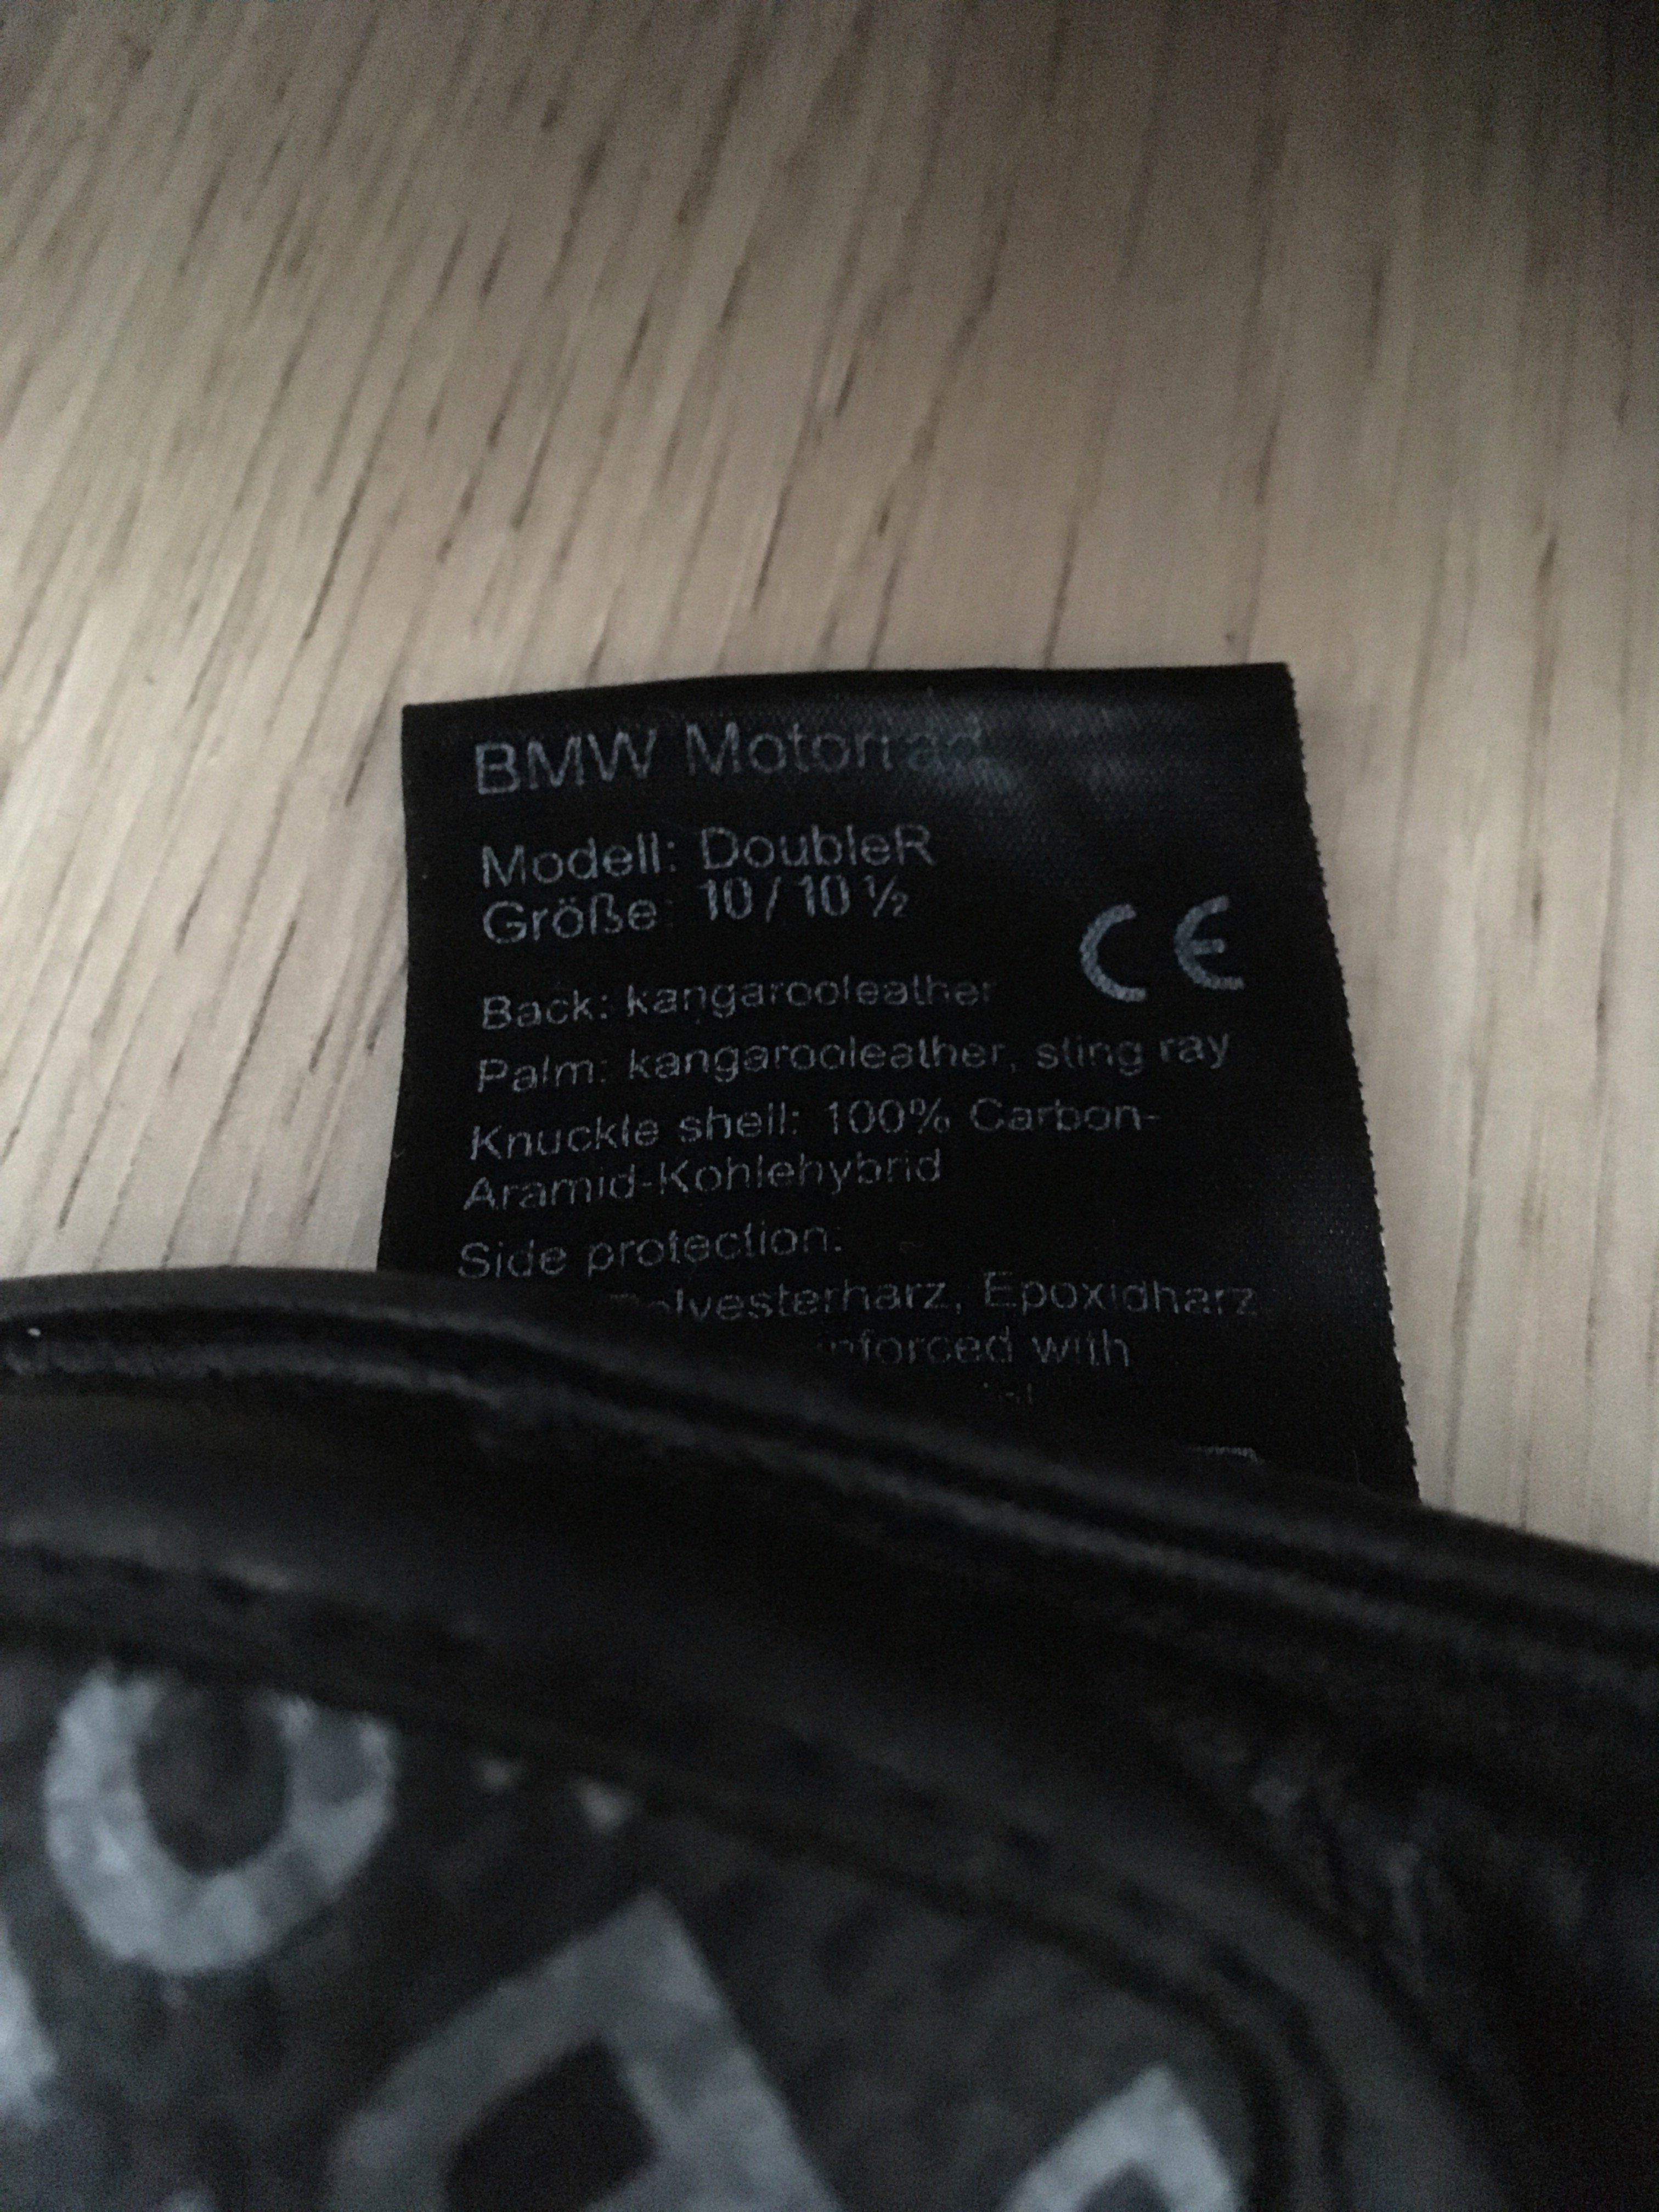 BMW Motorrad
Modell: DoubleR
Größe: 10 / 10 ½
CE
Back: kangarooleather
Palm: kangarooleather, sting ray
Knuckle shell: 100% Carbon-
Aramid-Kohlehybrid
Side protection:
Epoxidharz
with